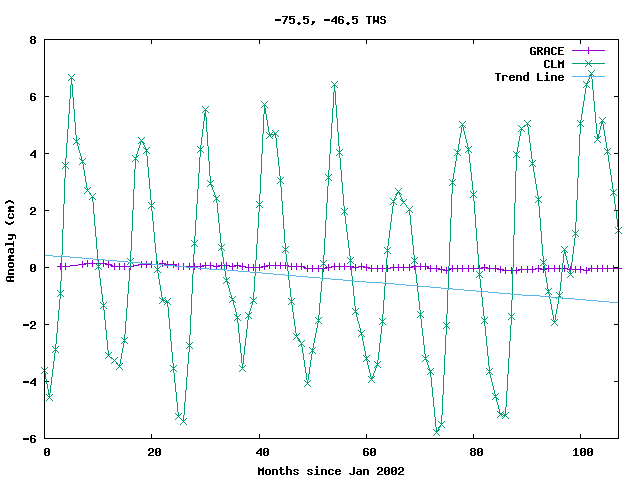 -75.5, -46.5 TWS
GRACE
CLM
Trend Line
8
6
4
2
0
-2
-4
-6
Anomaly (cm)
0 20 40 60 80 100
Months since Jan 2002